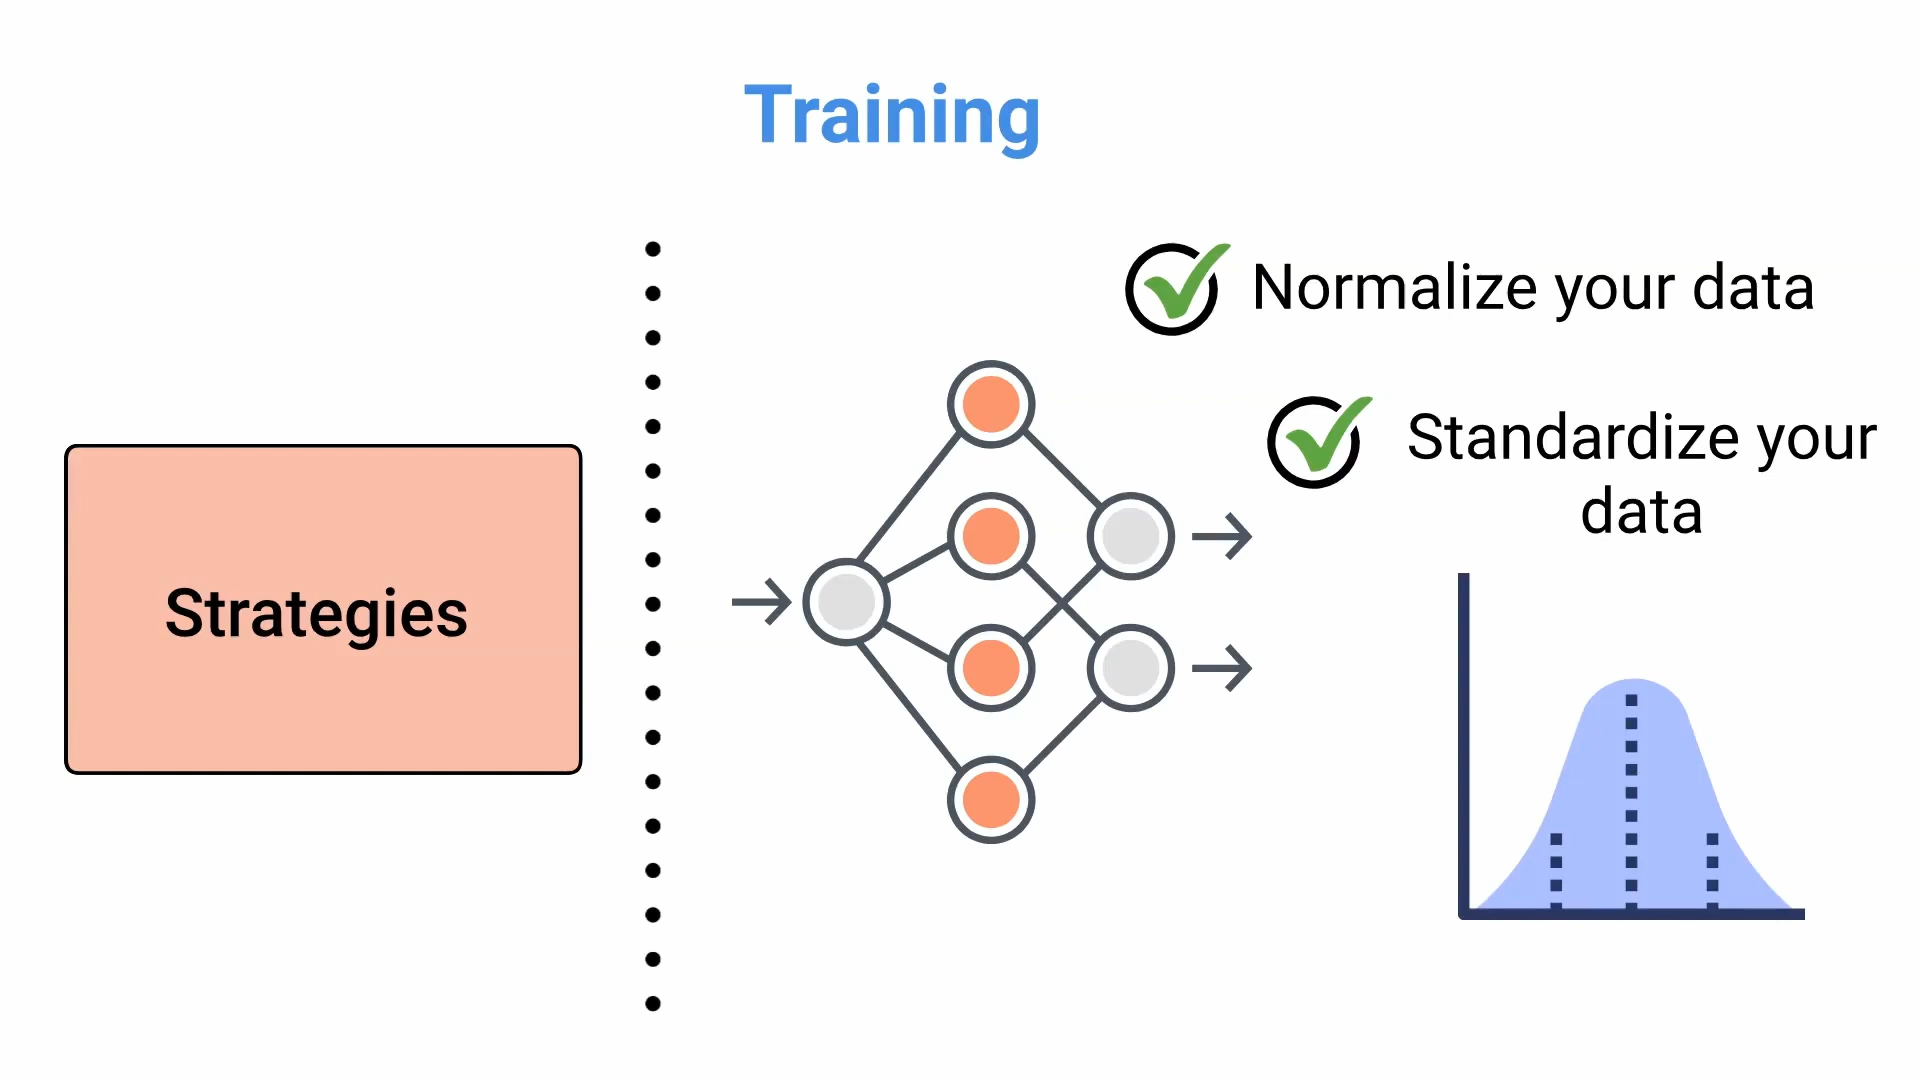 Training
Strategies
Normalize your data
Standardize your
data